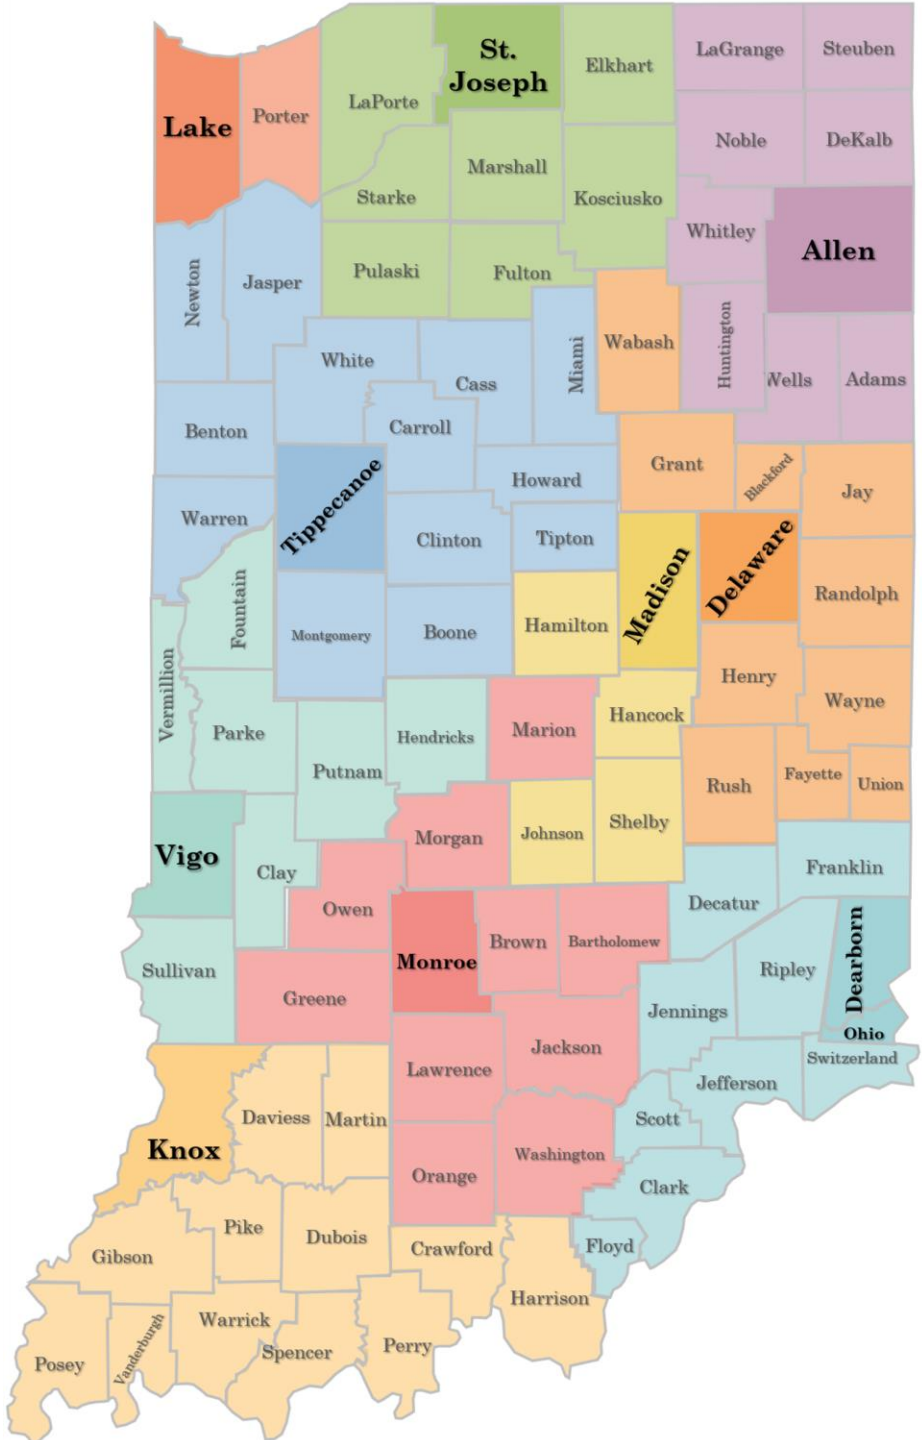 St.
Joseph
Elkhart
LaGrange
Steuben
LaPorte
Lake
Porter
Noble
DeKalb
Marshall
Starke
Kosciusko
Whitley
Allen
Newton
Jasper
Pulaski
Fulton
Wabash
Huntington
Wells
Adams
White
Cass
Miami
Benton
Carroll
Grant
Blackford
Jay
Howard
Warren
Tippecanoe
Clinton
Tipton
Madison
Delaware
Randolph
Fountain
Montgomery
Boone
Hamilton
Henry
Vermillion
Parke
Hendricks
Marion
Hancock
Wayne
Putnam
Rush
Fayette
Union
Morgan
Johnson
Shelby
Vigo
Clay
Franklin
Owen
Decatur
Monroe
Brown
Bartholomew
Dearborn
Sullivan
Greene
Ripley
Jennings
Ohio
Lawrence
Jackson
Switzerland
Jefferson
Daviess
Martin
Scott
Knox
Washington
Orange
Clark
Pike
Dubois
Gibson
Crawford
Floyd
Harrison
Warrick
Vanderburgh
Spencer
Perry
Posey